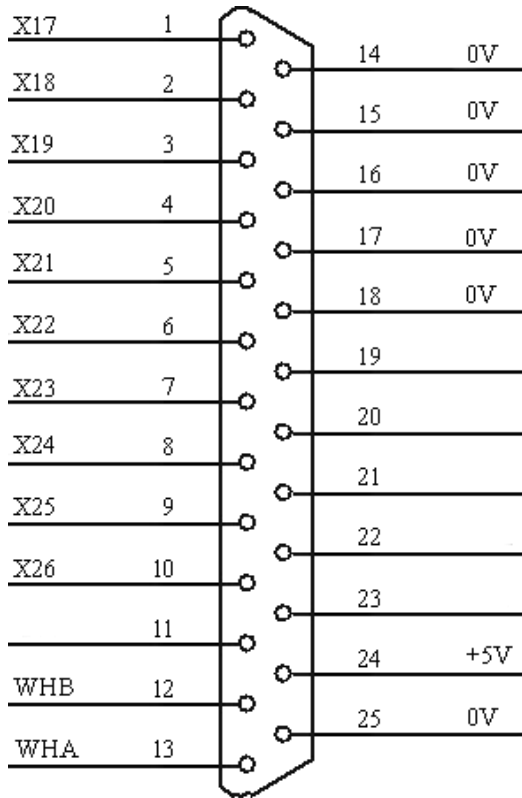 X17 1
X18 2
X19 3
X20 4
X21 5
X22 6
X23 7
X24 8
X25 9
X26 10
11
WHB 12
WHA 13
14 0V
15 0V
16 0V
17 0V
18 0V
19
20
21
22
23
24 +5V
25 0V